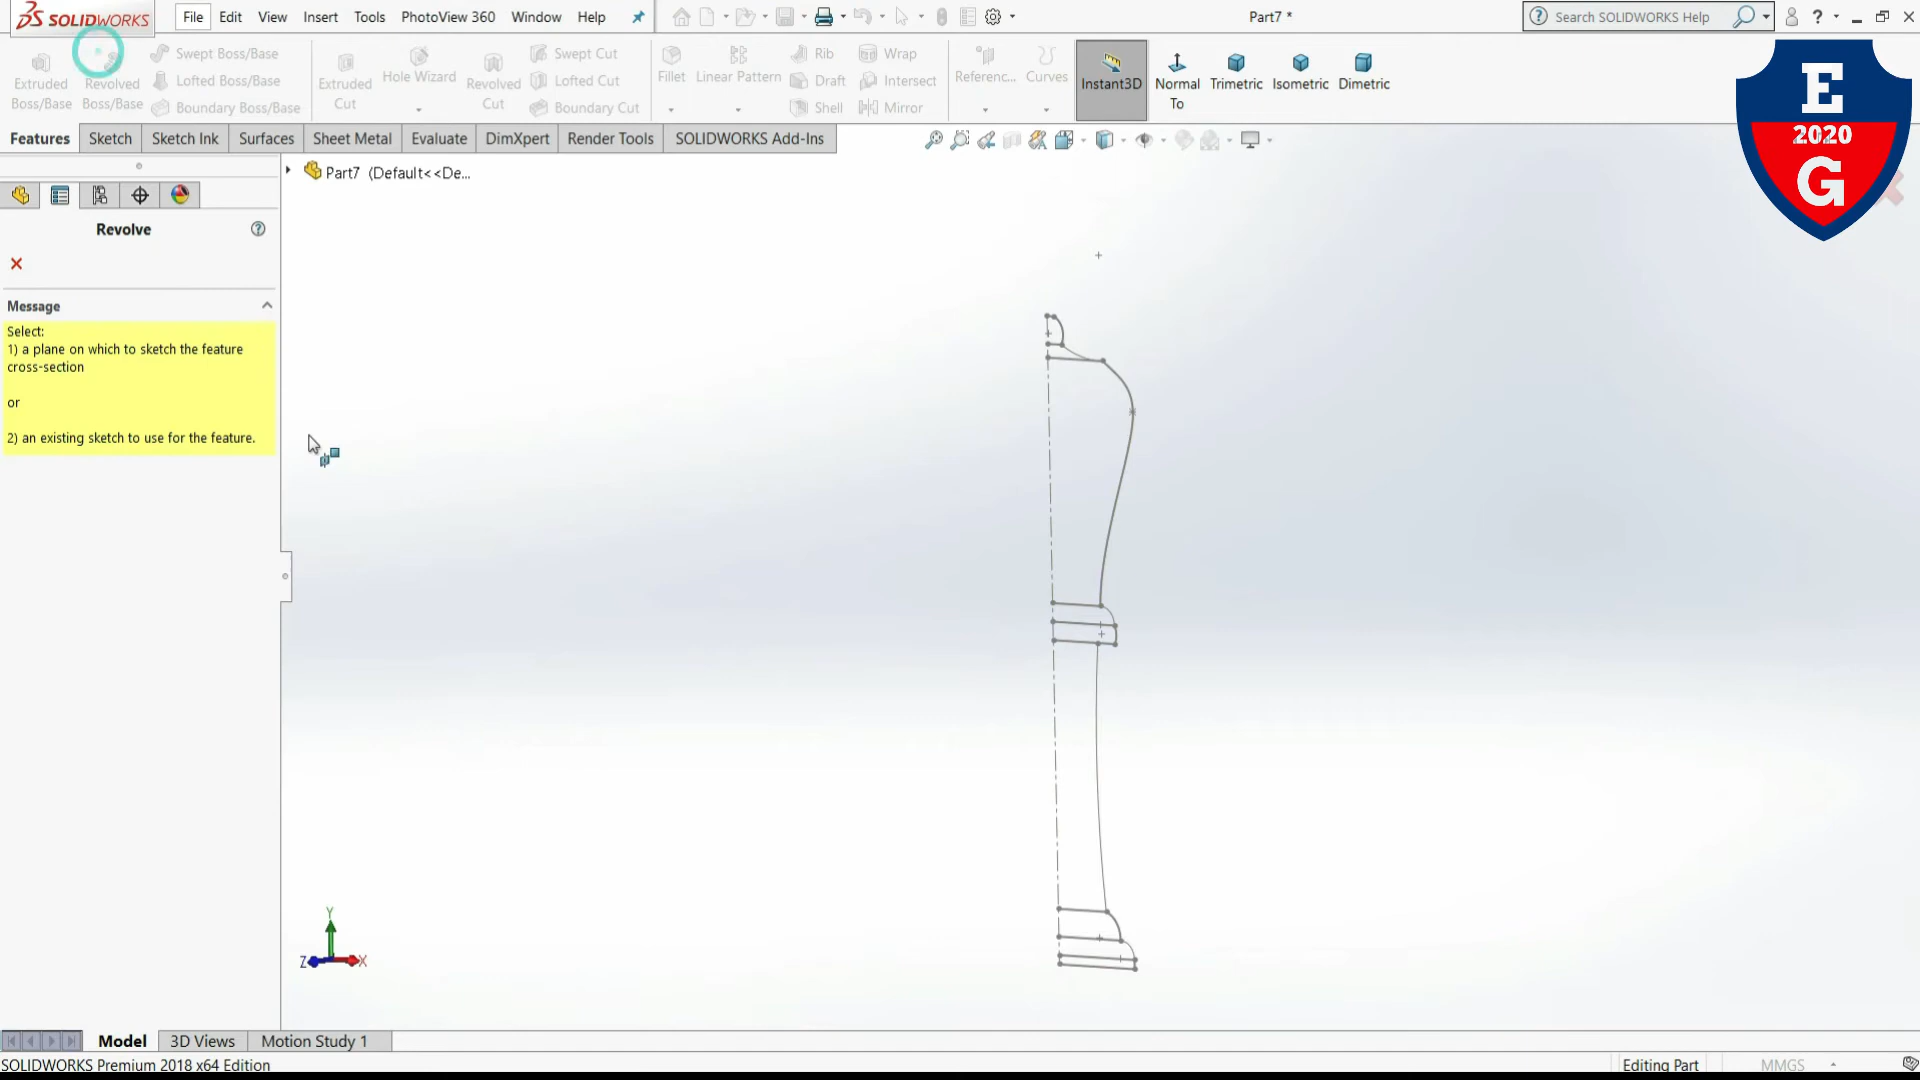 SOLIDWORKS File Edit View Insert Tools PhotoView 360 Window Help Part7 * Search SOLIDWORKS Help ?
Extruded Boss/Base
Revolved Boss/Base
Swept Boss/Base
Lofted Boss/Base
Boundary Boss/Base
Extruded Cut
Hole Wizard
Revolved Cut
Swept Cut
Lofted Cut
Boundary Cut
Fillet
Linear Pattern
Rib
Draft
Shell
Wrap
Intersect
Mirror
Referenc...
Curves
Instant3D
Normal To
Trimetric
Isometric
Dimetric
E
2020
G
Features Sketch Sketch Ink Surfaces Sheet Metal Evaluate DimXpert Render Tools SOLIDWORKS Add-Ins
Part7 (Default<<De...
Revolve
?
Message
Select:
1) a plane on which to sketch the feature
cross-section
or
2) an existing sketch to use for the feature.
Y
Z X
Model 3D Views Motion Study 1
SOLIDWORKS Premium 2018 x64 Edition Editing Part MMGS